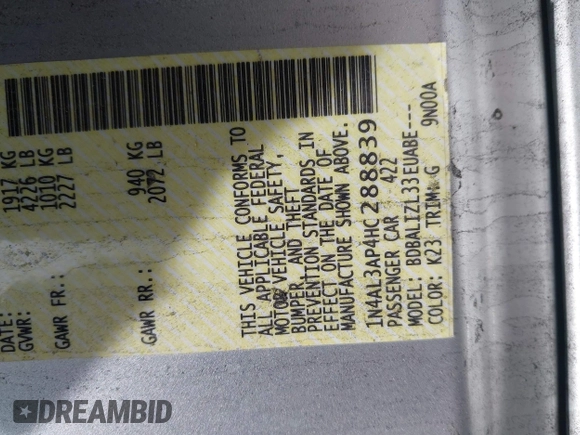 DATE:
GVWR: 1917 KG
4226 LB
GAWR FR.: 1010 KG
2227 LB
GAWR RR.: 940 KG
2072 LB
THIS VEHICLE CONFORMS TO
ALL APPLICABLE FEDERAL
MOTOR VEHICLE SAFETY,
BUMPER, AND THEFT
PREVENTION STANDARDS IN
EFFECT ON THE DATE OF
MANUFACTURE SHOWN ABOVE.
1N4AL3AP4HC288839
PASSENGER CAR 422
MODEL: BDBALIZL33EUABE---
COLOR: K23 TRIM: G 9N00A
DREAMBID